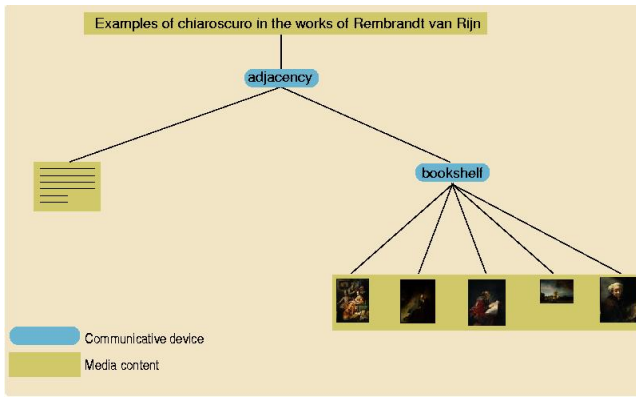 Examples of chiaroscuro in the works of Rembrandt van Rijn
adjacency
bookshelf
Communicative device
Media content